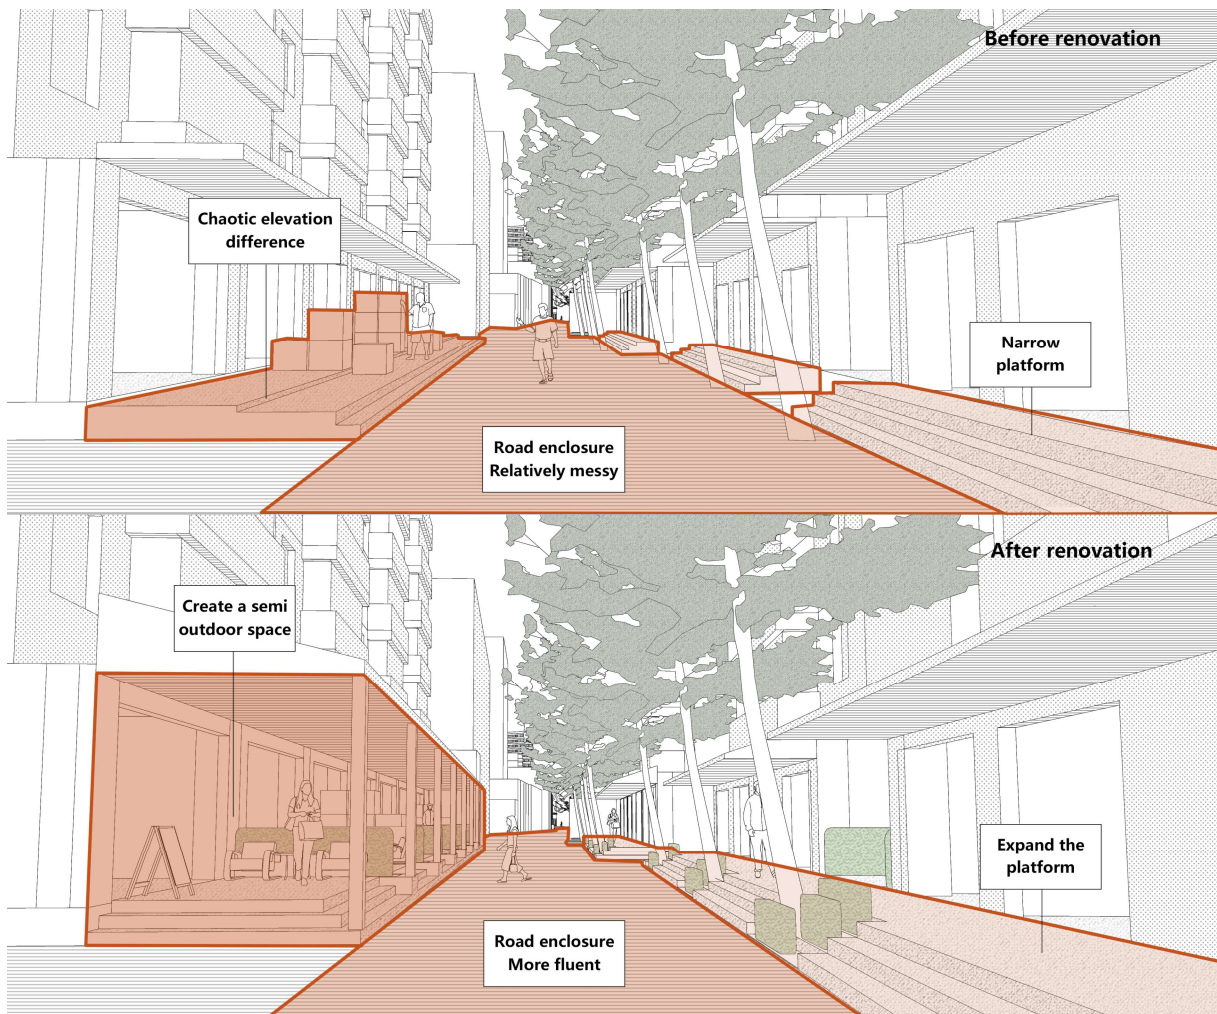 Before renovation
Chaotic elevation
difference
Narrow
platform
Road enclosure
Relatively messy
After renovation
Create a semi
outdoor space
Expand the
platform
Road enclosure
More fluent